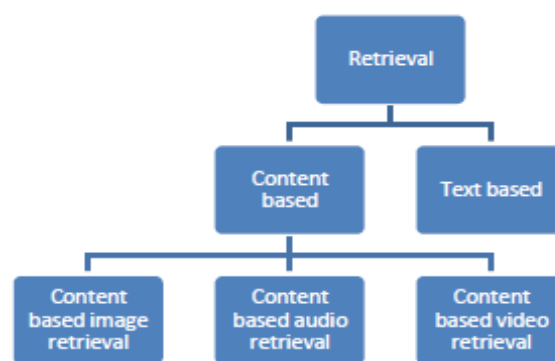 Retrieval
Content
based
Text based
Content
based image
retrieval
Content
based audio
retrieval
Content
based video
retrieval